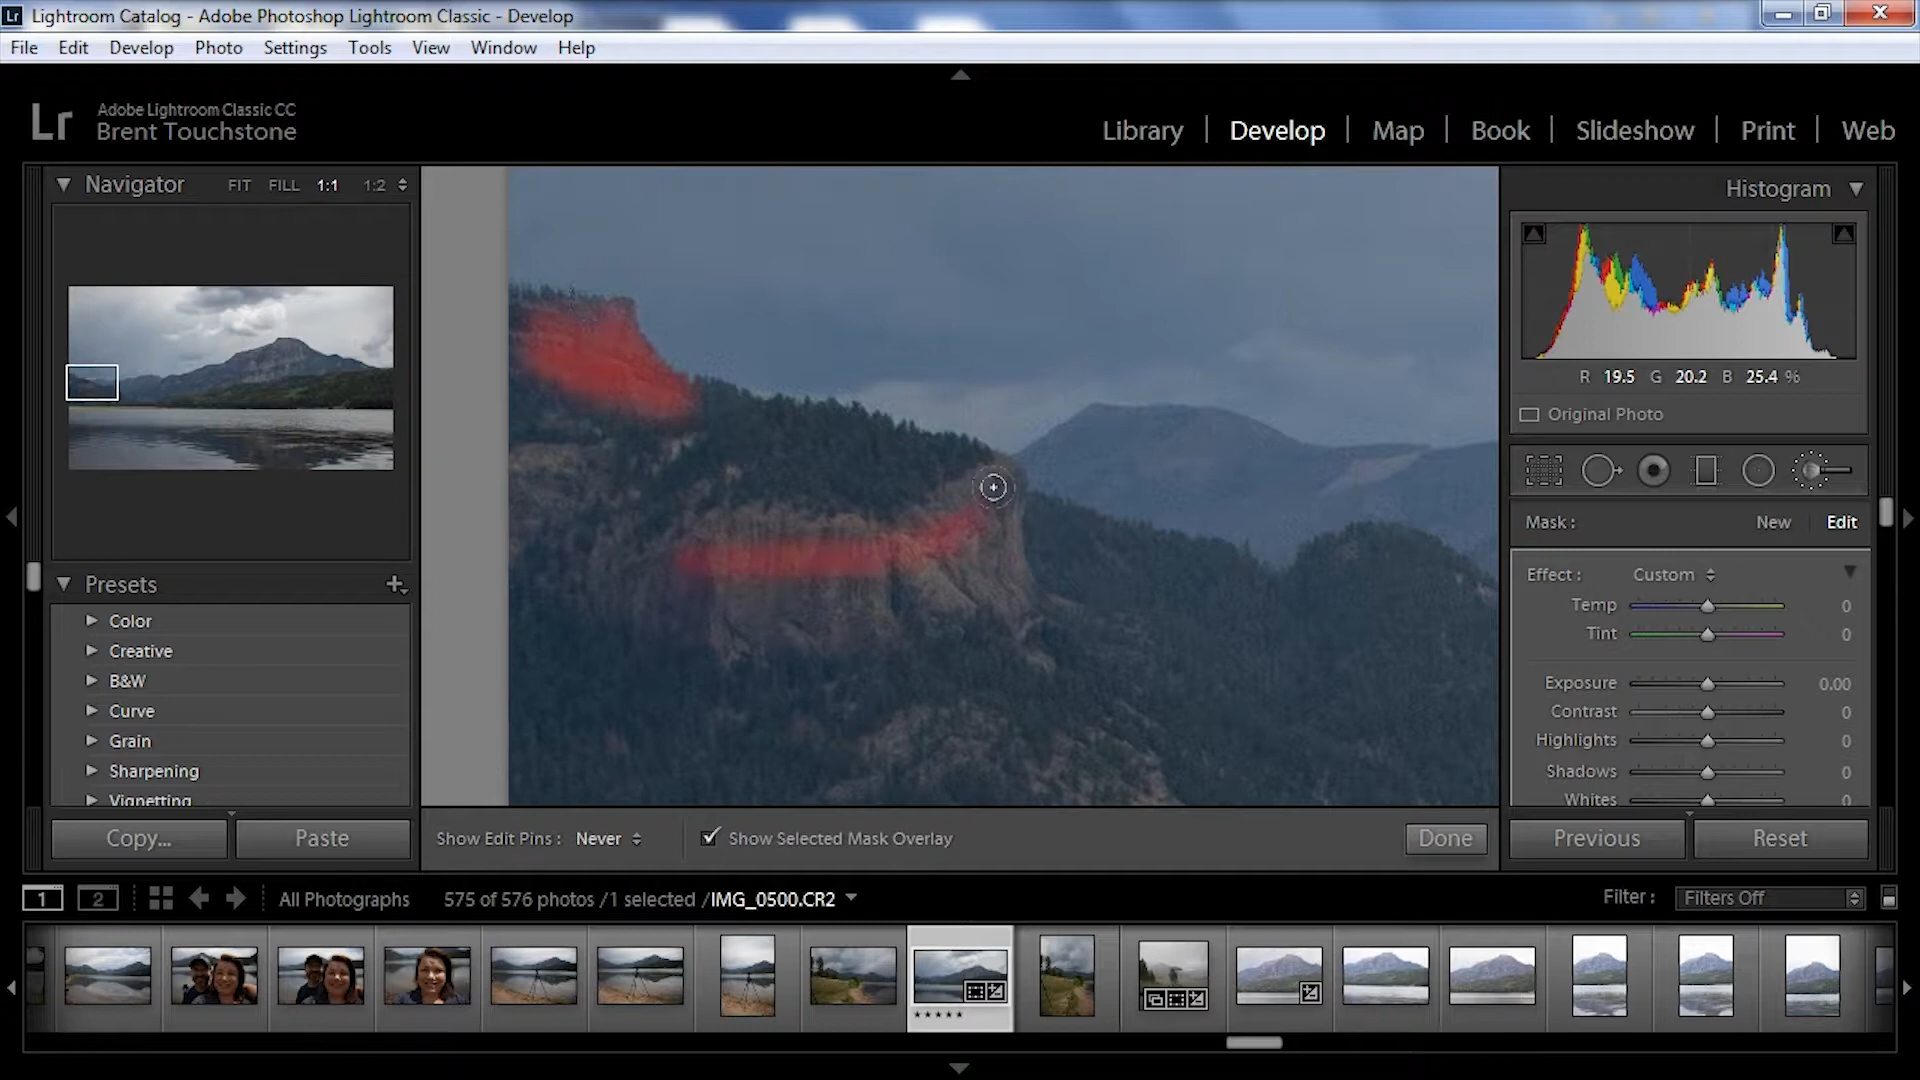 Lr Lightroom Catalog - Adobe Photoshop Lightroom Classic - Develop
File Edit Develop Photo Settings Tools View Window Help
Lr Adobe Lightroom Classic CC
Brent Touchstone
Library | Develop | Map | Book | Slideshow | Print | Web
Navigator FIT FILL 1:1 1:2
Histogram
R 19.5 G 20.2 B 25.4 %
Original Photo
Mask : New Edit
Effect : Custom
Temp 0
Tint 0
Exposure 0.00
Contrast 0
Highlights 0
Shadows 0
Whites 0
Presets
Color
Creative
B&W
Curve
Grain
Sharpening
Vignetting
Copy... Paste
Show Edit Pins : Never Show Selected Mask Overlay Done
Previous Reset
1 2 All Photographs 575 of 576 photos /1 selected /IMG_0500.CR2 Filter : Filters Off